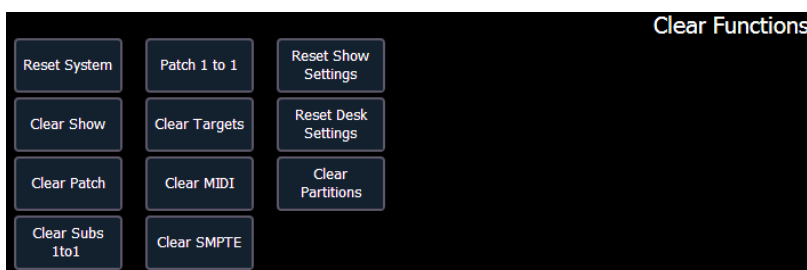 Clear Functions
Reset System
Patch 1 to 1
Reset Show
Settings
Clear Show
Clear Targets
Reset Desk
Settings
Clear Patch
Clear MIDI
Clear
Partitions
Clear Subs
1to1
Clear SMPTE